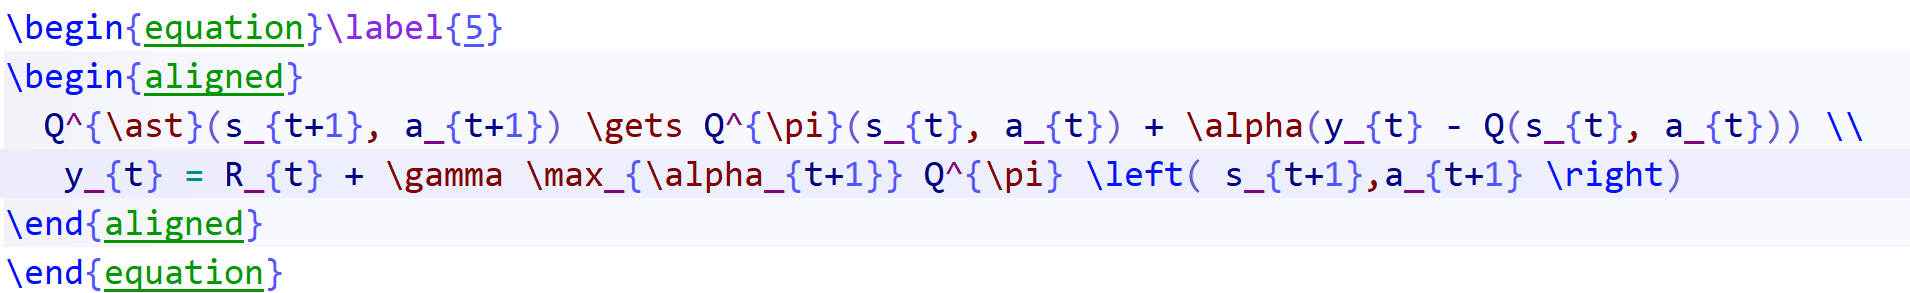 \begin{equation}\label{5}
\begin{aligned}
Q^{\ast}(s_{t+1}, a_{t+1}) \gets Q^{\pi}(s_{t}, a_{t}) + \alpha(y_{t} - Q(s_{t}, a_{t})) \\
y_{t} = R_{t} + \gamma \max_{\alpha_{t+1}} Q^{\pi} \left( s_{t+1},a_{t+1} \right)
\end{aligned}
\end{equation}